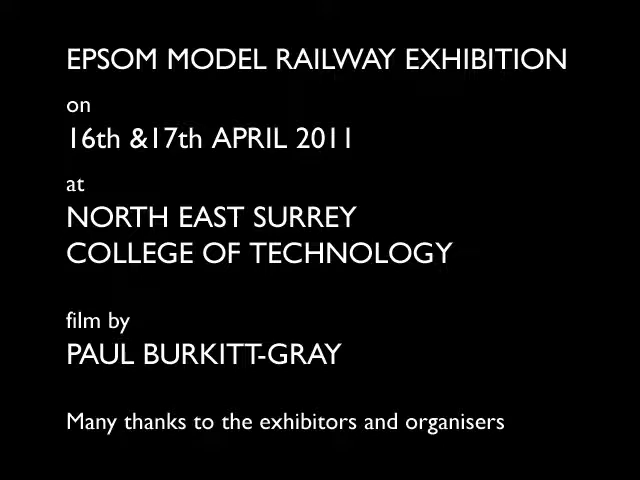 EPSOM MODEL RAILWAY EXHIBITION
on
16th &17th APRIL 2011
at
NORTH EAST SURREY
COLLEGE OF TECHNOLOGY
film by
PAUL BURKITT-GRAY
Many thanks to the exhibitors and organisers